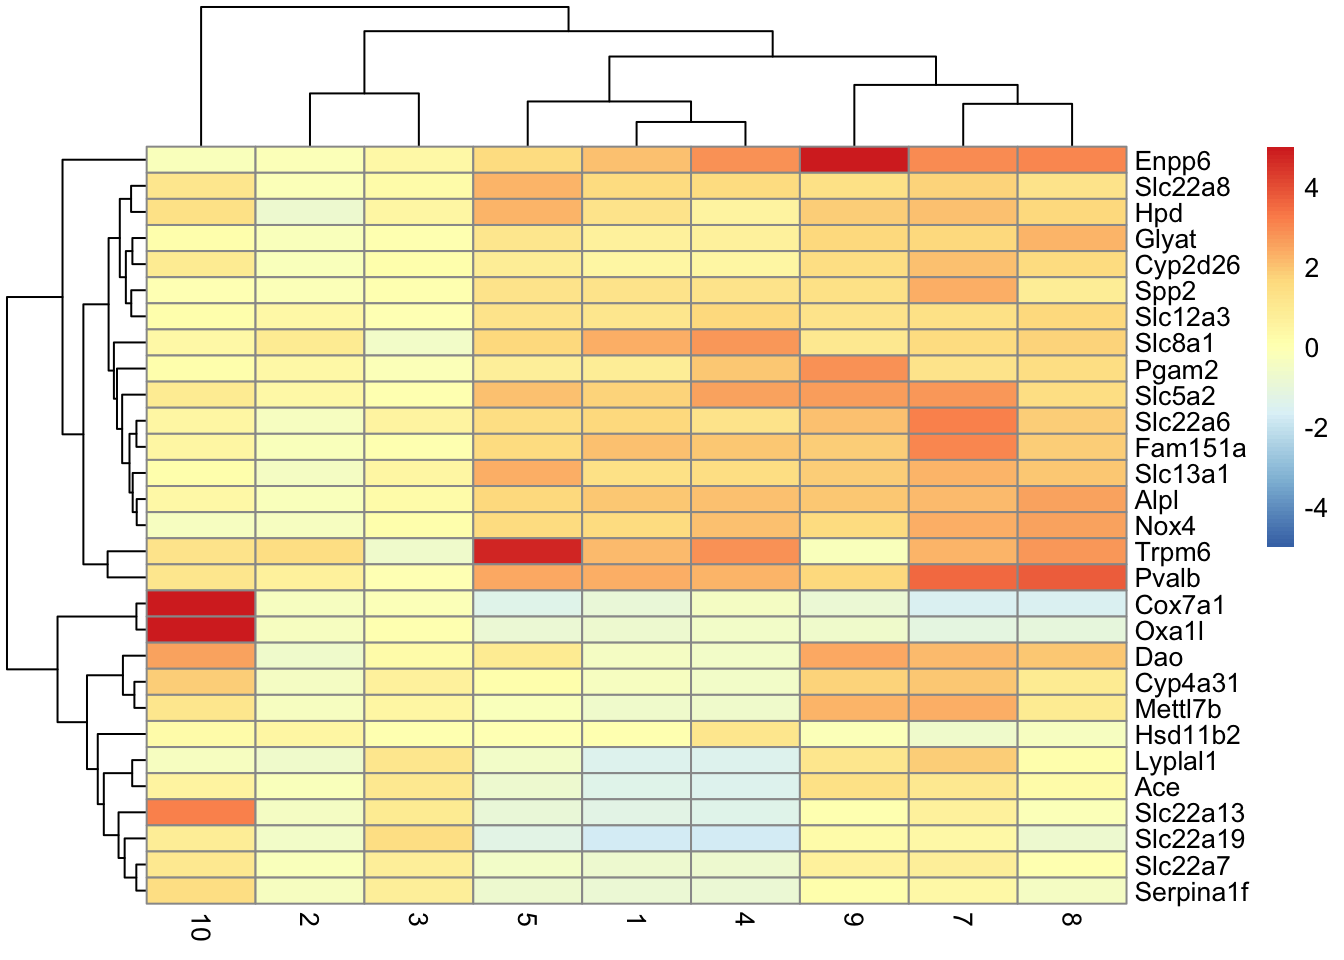 Enpp6
Slc22a8
Hpd
Glyat
Cyp2d26
Spp2
Slc12a3
Slc8a1
Pgam2
Slc5a2
Slc22a6
Fam151a
Slc13a1
Alpl
Nox4
Trpm6
Pvalb
Cox7a1
Oxa1l
Dao
Cyp4a31
Mettl7b
Hsd11b2
Lyplal1
Ace
Slc22a13
Slc22a19
Slc22a7
Serpina1f
10 2 3 5 1 4 9 7 8
4
2
0
-2
-4